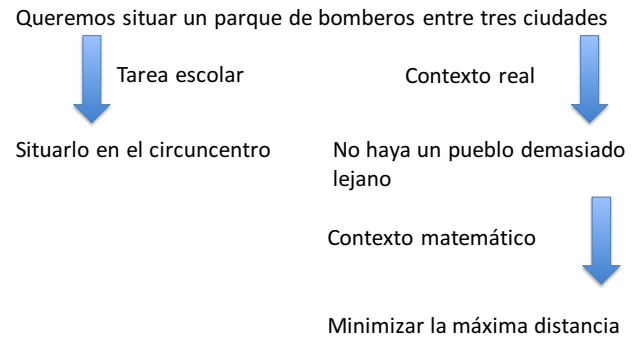 Queremos situar un parque de bomberos entre tres ciudades
Tarea escolar
Contexto real
Situarlo en el circuncentro
No haya un pueblo demasiado
lejano
Contexto matemático
Minimizar la máxima distancia